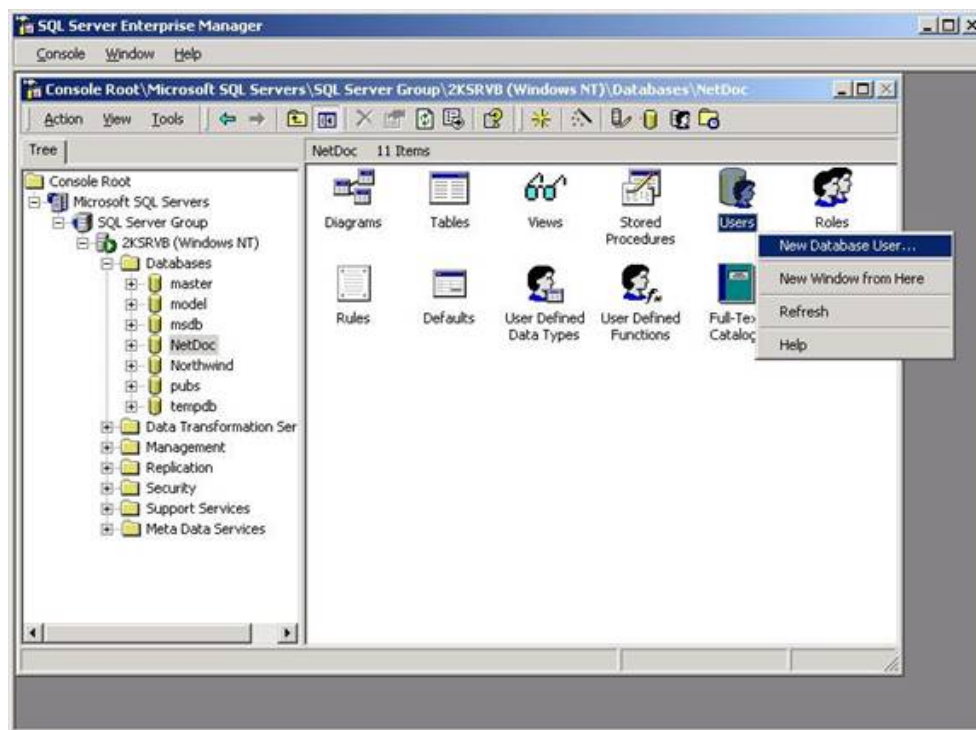 SQL Server Enterprise Manager
Console Window Help
Console Root\Microsoft SQL Servers\SQL Server Group\2KSRVB (Windows NT)\Databases\NetDoc
Action View Tools
Tree
NetDoc 11 Items
Console Root
Microsoft SQL Servers
SQL Server Group
2KSRVB (Windows NT)
Databases
master
model
msdb
NetDoc
Northwind
pubs
tempdb
Data Transformation Ser
Management
Replication
Security
Support Services
Meta Data Services
Diagrams
Tables
Views
Stored
Procedures
Users
Roles
Rules
Defaults
User Defined
Data Types
User Defined
Functions
Full-Tex
Catalog
New Database User...
New Window from Here
Refresh
Help